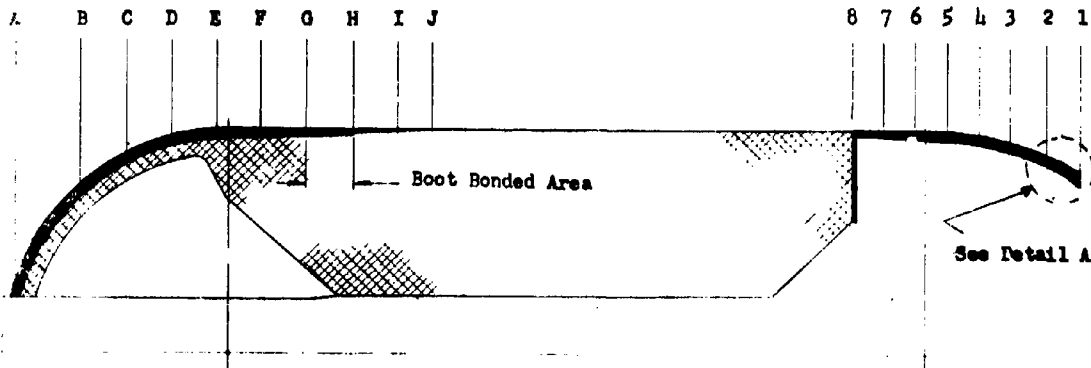 A B C D E F G H I J 8 7 6 5 4 3 2 1
Boot Bonded Area
See Detail A